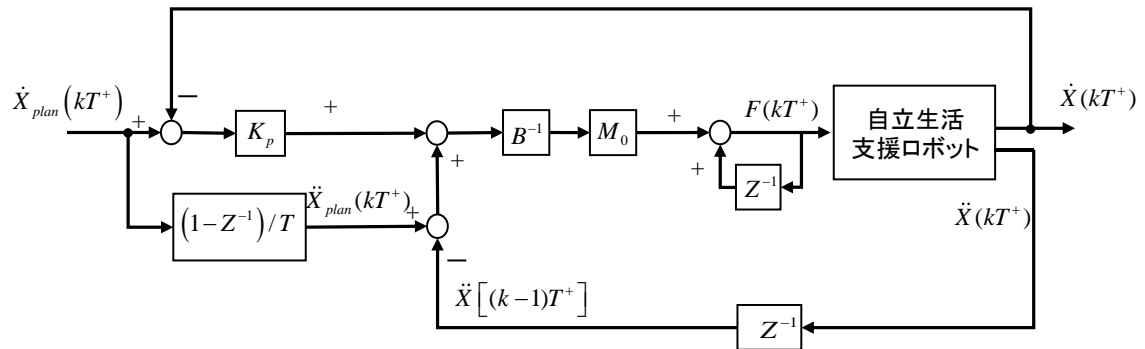 Ẋ_plan(kT⁺)
+
−
K_p
+
+
B⁻¹
M₀
+
+
F(kT⁺)
Z⁻¹
自立生活
支援ロボット
Ẋ(kT⁺)
(1−Z⁻¹)/T
Ẍ_plan(kT⁺)
+
−
Ẍ(kT⁺)
Ẍ[(k−1)T⁺]
Z⁻¹